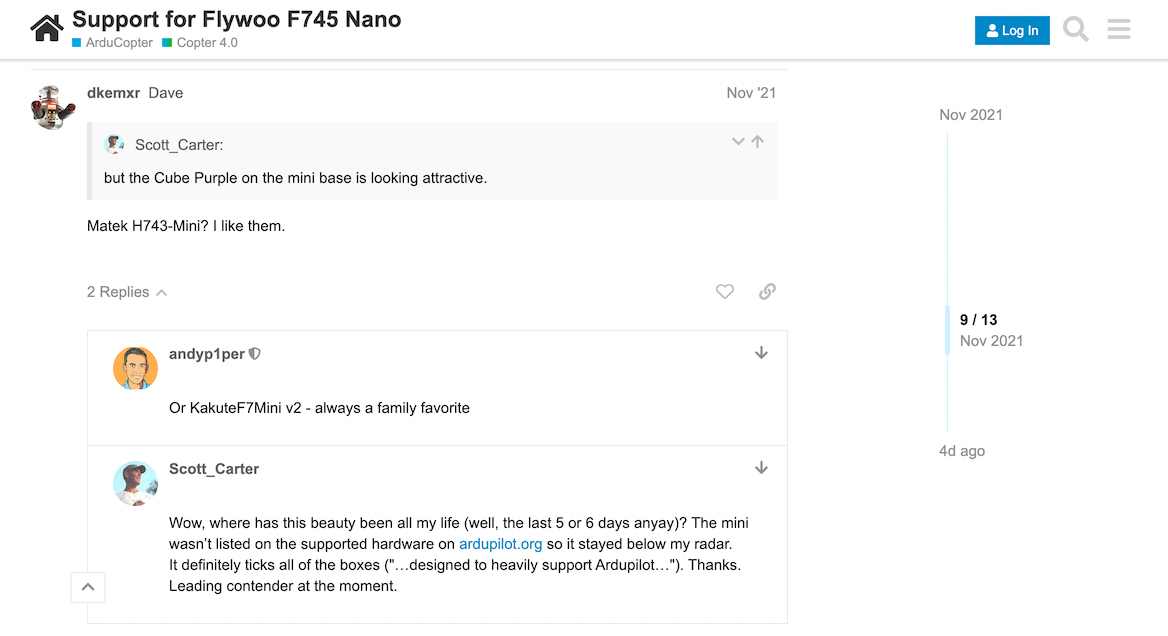 Support for Flywoo F745 Nano
ArduCopter Copter 4.0
Log In
dkemxr Dave Nov '21
Scott_Carter:
but the Cube Purple on the mini base is looking attractive.
Matek H743-Mini? I like them.
2 Replies
andyp1per
Or KakuteF7Mini v2 - always a family favorite
Scott_Carter
Wow, where has this beauty been all my life (well, the last 5 or 6 days anyay)? The mini
wasn’t listed on the supported hardware on ardupilot.org so it stayed below my radar.
It definitely ticks all of the boxes ("…designed to heavily support Ardupilot…"). Thanks.
Leading contender at the moment.
Nov 2021
9 / 13
Nov 2021
4d ago